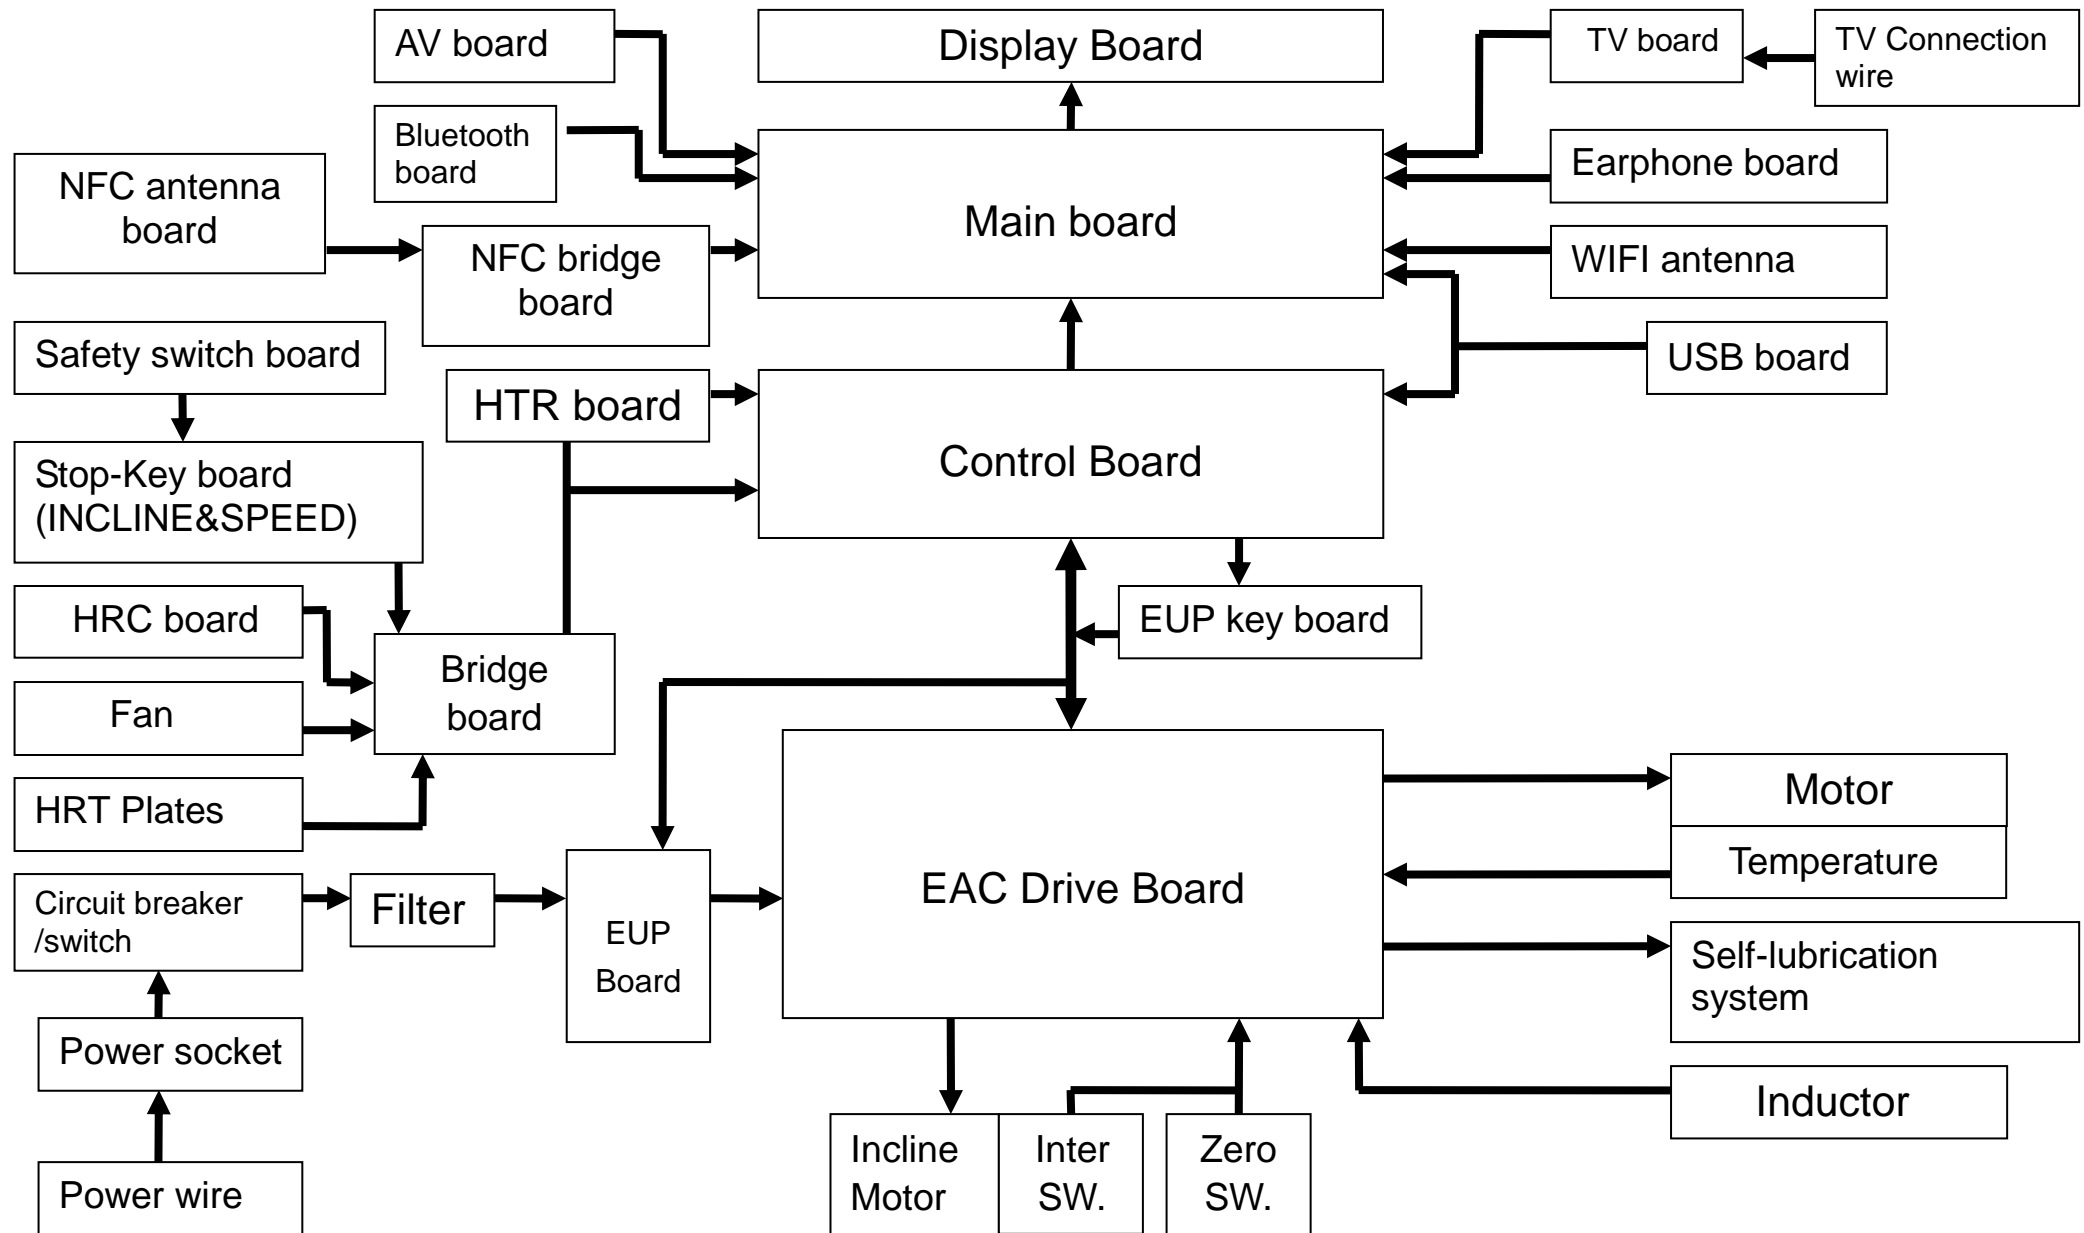 AV board
Display Board
TV board
TV Connection
wire
Bluetooth
board
Earphone board
NFC antenna
board
Main board
NFC bridge
board
WIFI antenna
Safety switch board
USB board
HTR board
Control Board
Stop-Key board
(INCLINE&SPEED)
HRC board
EUP key board
Bridge
board
Fan
HRT Plates
Motor
Temperature
Circuit breaker
/switch
Filter
EUP
Board
EAC Drive Board
Self-lubrication
system
Power socket
Inductor
Power wire
Incline
Motor
Inter
SW.
Zero
SW.